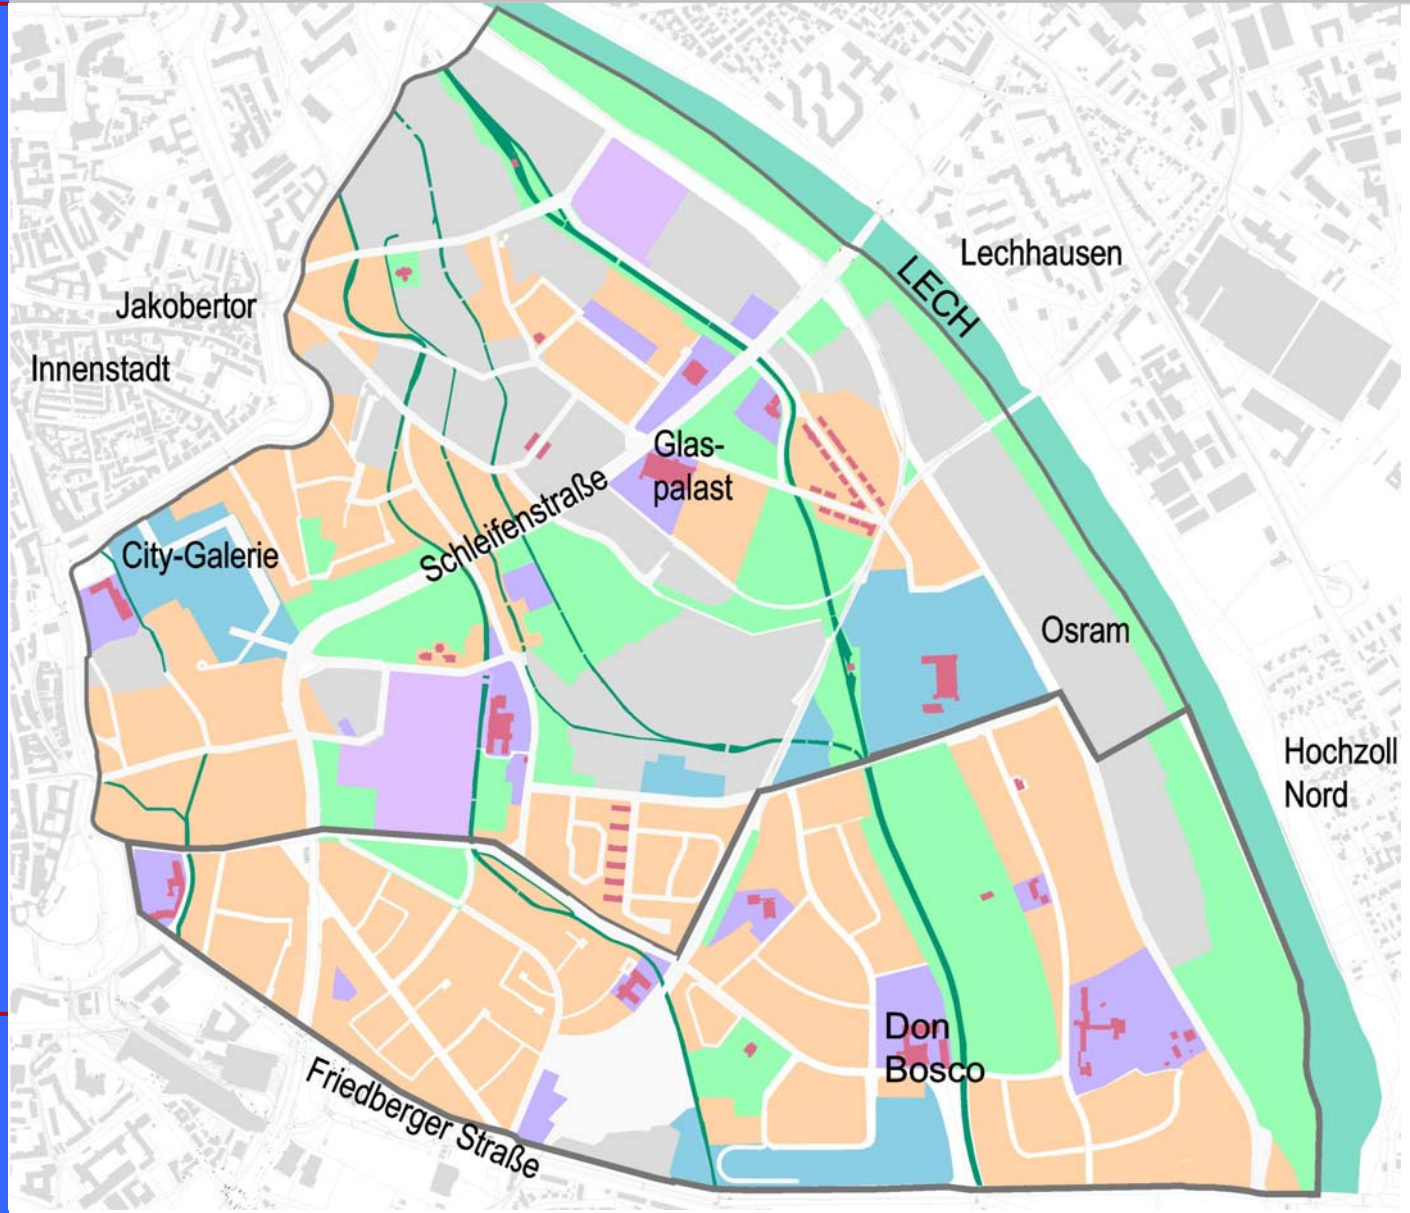 Lechhausen
LECH
Jakobertor
Innenstadt
Glas-
palast
Schleifenstraße
City-Galerie
Osram
Hochzoll
Nord
Don
Bosco
Friedberger Straße